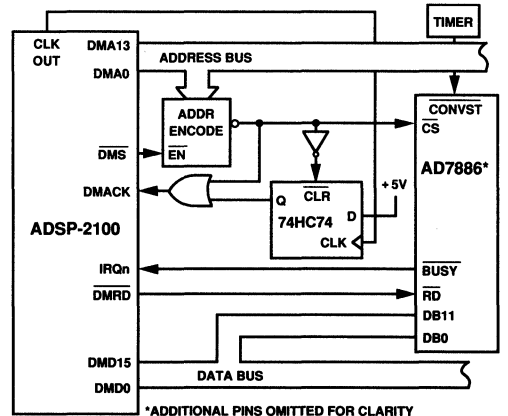 TIMER
CLK
OUT
DMA13
DMA0
ADDRESS BUS
ADDR
ENCODE
EN
DMS
DMACK
ADSP-2100
IRQn
DMRD
DMD15
DMD0
CONVST
CS
AD7886*
CLR
Q
D
74HC74
CLK
+5V
BUSY
RD
DB11
DB0
DATA BUS
*ADDITIONAL PINS OMITTED FOR CLARITY